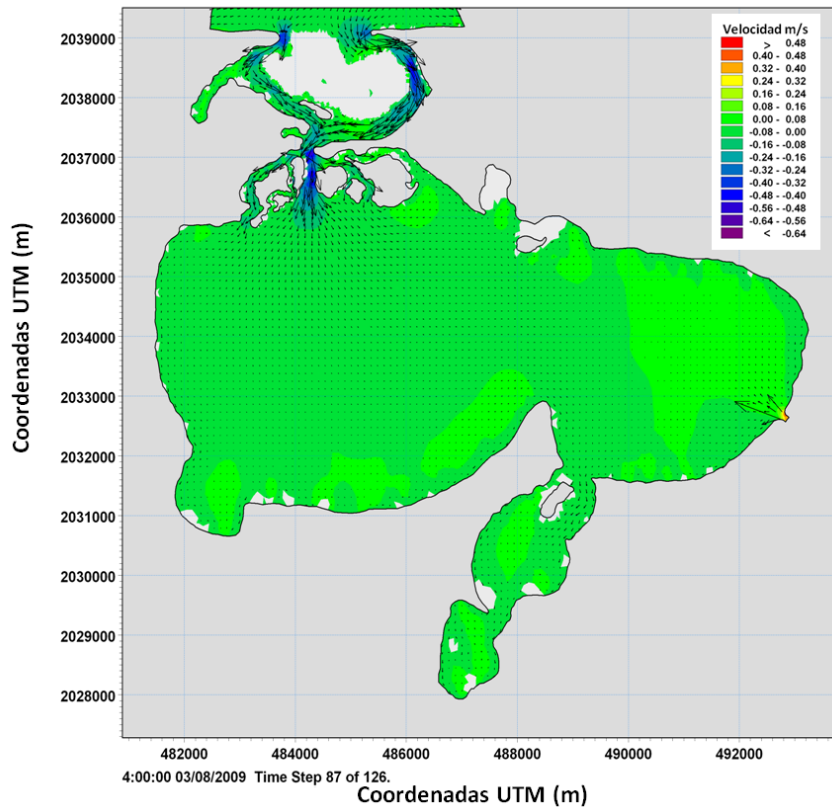 Velocidad m/s
> 0.48
0.40 - 0.48
0.32 - 0.40
0.24 - 0.32
0.16 - 0.24
0.08 - 0.16
0.00 - 0.08
-0.08 - 0.00
-0.16 - -0.08
-0.24 - -0.16
-0.32 - -0.24
-0.40 - -0.32
-0.48 - -0.40
-0.56 - -0.48
-0.64 - -0.56
< -0.64
Coordenadas UTM (m)
2039000
2038000
2037000
2036000
2035000
2034000
2033000
2032000
2031000
2030000
2029000
2028000
482000 484000 486000 488000 490000 492000
4:00:00 03/08/2009 Time Step 87 of 126.
Coordenadas UTM (m)